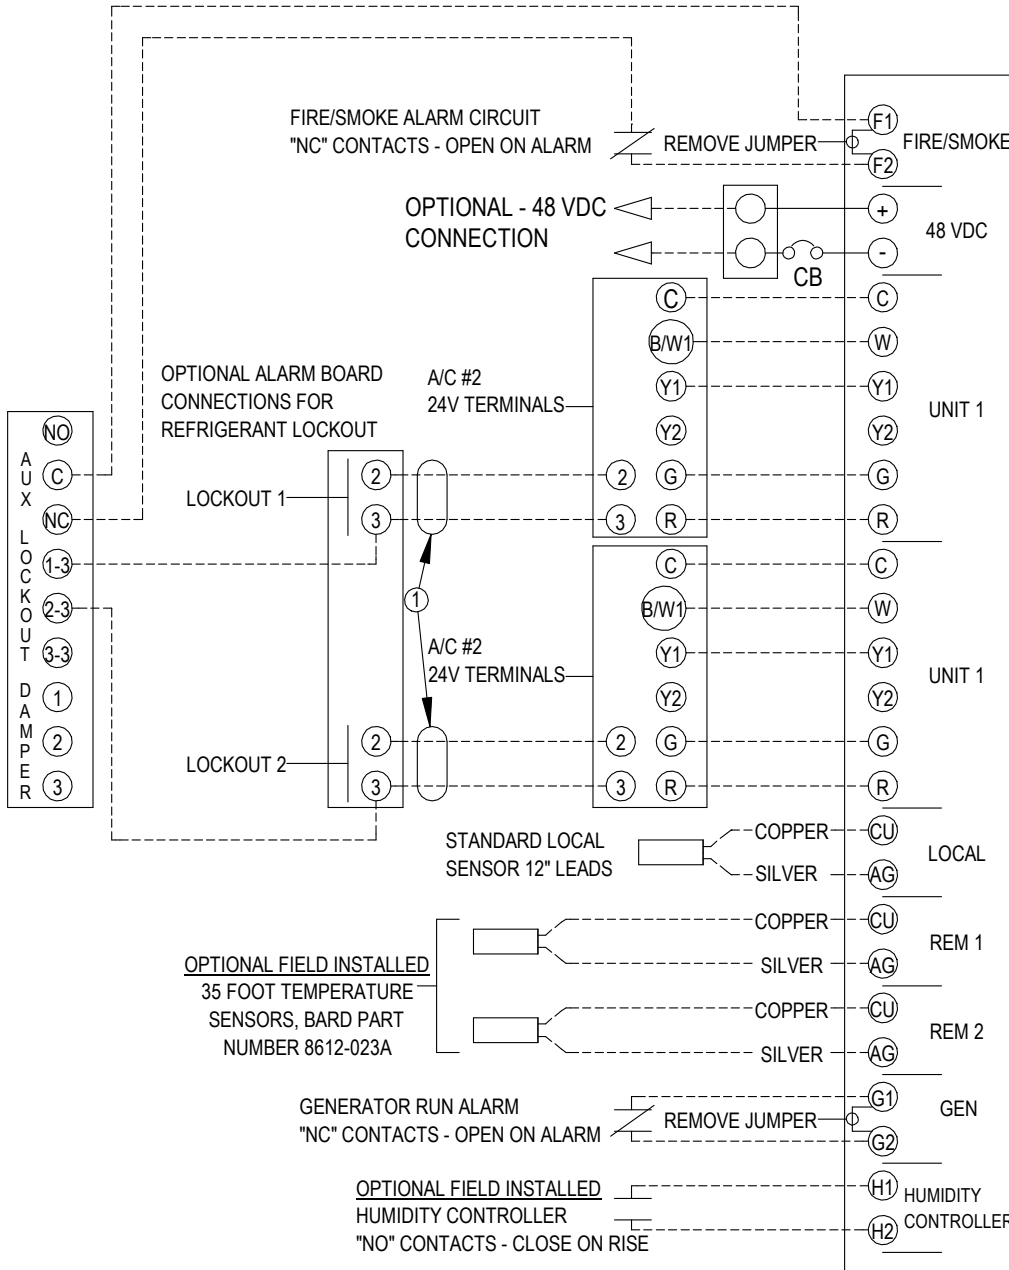 FIRE/SMOKE ALARM CIRCUIT
"NC" CONTACTS - OPEN ON ALARM
REMOVE JUMPER
F1
F2
FIRE/SMOKE
OPTIONAL - 48 VDC
CONNECTION
CB
+
-
48 VDC
OPTIONAL ALARM BOARD
CONNECTIONS FOR
REFRIGERANT LOCKOUT
A/C #2
24V TERMINALS
C
B/W1
Y1
Y2
2 G
3 R
C
W
Y1
Y2
G
R
UNIT 1
AUX LOCKOUT DAMPER
NO
C
NC
1-3
2-3
3-3
1
2
3
LOCKOUT 1
2
3
1
A/C #2
24V TERMINALS
C
B/W1
Y1
Y2
2 G
3 R
C
W
Y1
Y2
G
R
UNIT 1
LOCKOUT 2
2
3
STANDARD LOCAL
SENSOR 12" LEADS
COPPER
SILVER
CU
AG
LOCAL
OPTIONAL FIELD INSTALLED
35 FOOT TEMPERATURE
SENSORS, BARD PART
NUMBER 8612-023A
COPPER
SILVER
CU
AG
REM 1
COPPER
SILVER
CU
AG
REM 2
GENERATOR RUN ALARM
"NC" CONTACTS - OPEN ON ALARM
REMOVE JUMPER
G1
G2
GEN
OPTIONAL FIELD INSTALLED
HUMIDITY CONTROLLER
"NO" CONTACTS - CLOSE ON RISE
H1
H2
HUMIDITY
CONTROLLER